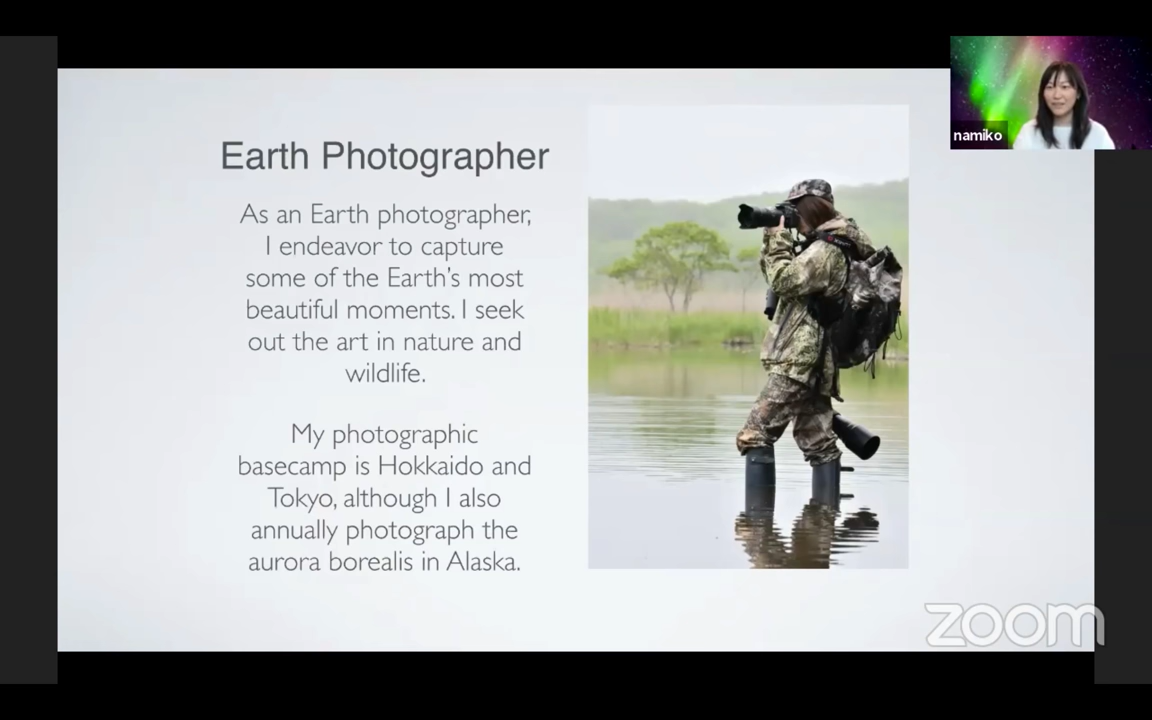 Earth Photographer
As an Earth photographer,
I endeavor to capture
some of the Earth's most
beautiful moments. I seek
out the art in nature and
wildlife.
My photographic
basecamp is Hokkaido and
Tokyo, although I also
annually photograph the
aurora borealis in Alaska.
namiko
zoom